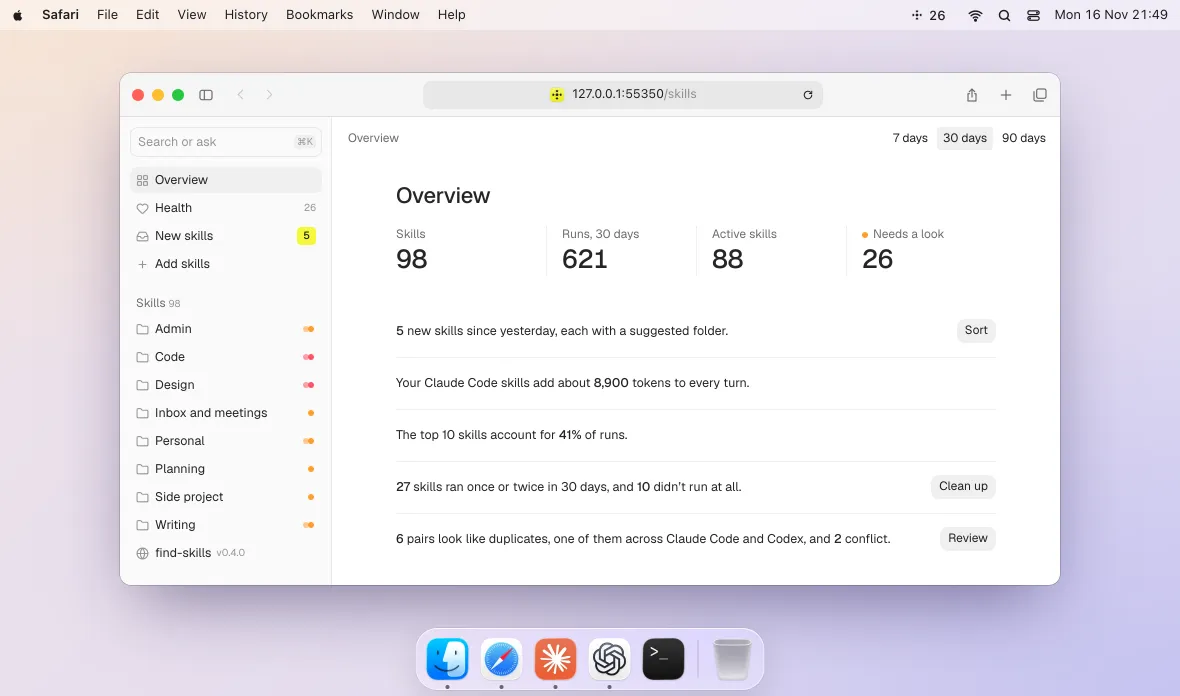 Safari File Edit View History Bookmarks Window Help 26 Mon 16 Nov 21:49
127.0.0.1:55350/skills
Search or ask ⌘K
Overview
Health 26
New skills 5
Add skills
Skills 98
Admin
Code
Design
Inbox and meetings
Personal
Planning
Side project
Writing
find-skills v0.4.0
Overview 7 days 30 days 90 days
Overview
Skills Runs, 30 days Active skills Needs a look
98 621 88 26
5 new skills since yesterday, each with a suggested folder. Sort
Your Claude Code skills add about 8,900 tokens to every turn.
The top 10 skills account for 41% of runs.
27 skills ran once or twice in 30 days, and 10 didn’t run at all. Clean up
6 pairs look like duplicates, one of them across Claude Code and Codex, and 2 conflict. Review
>_